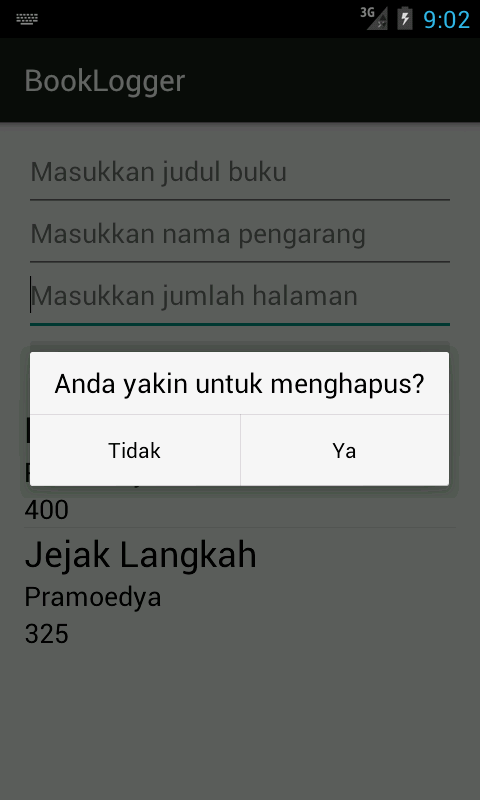 3G 9:02
BookLogger
Masukkan judul buku
Masukkan nama pengarang
Masukkan jumlah halaman
Anda yakin untuk menghapus?
Tidak Ya
400
Jejak Langkah
Pramoedya
325